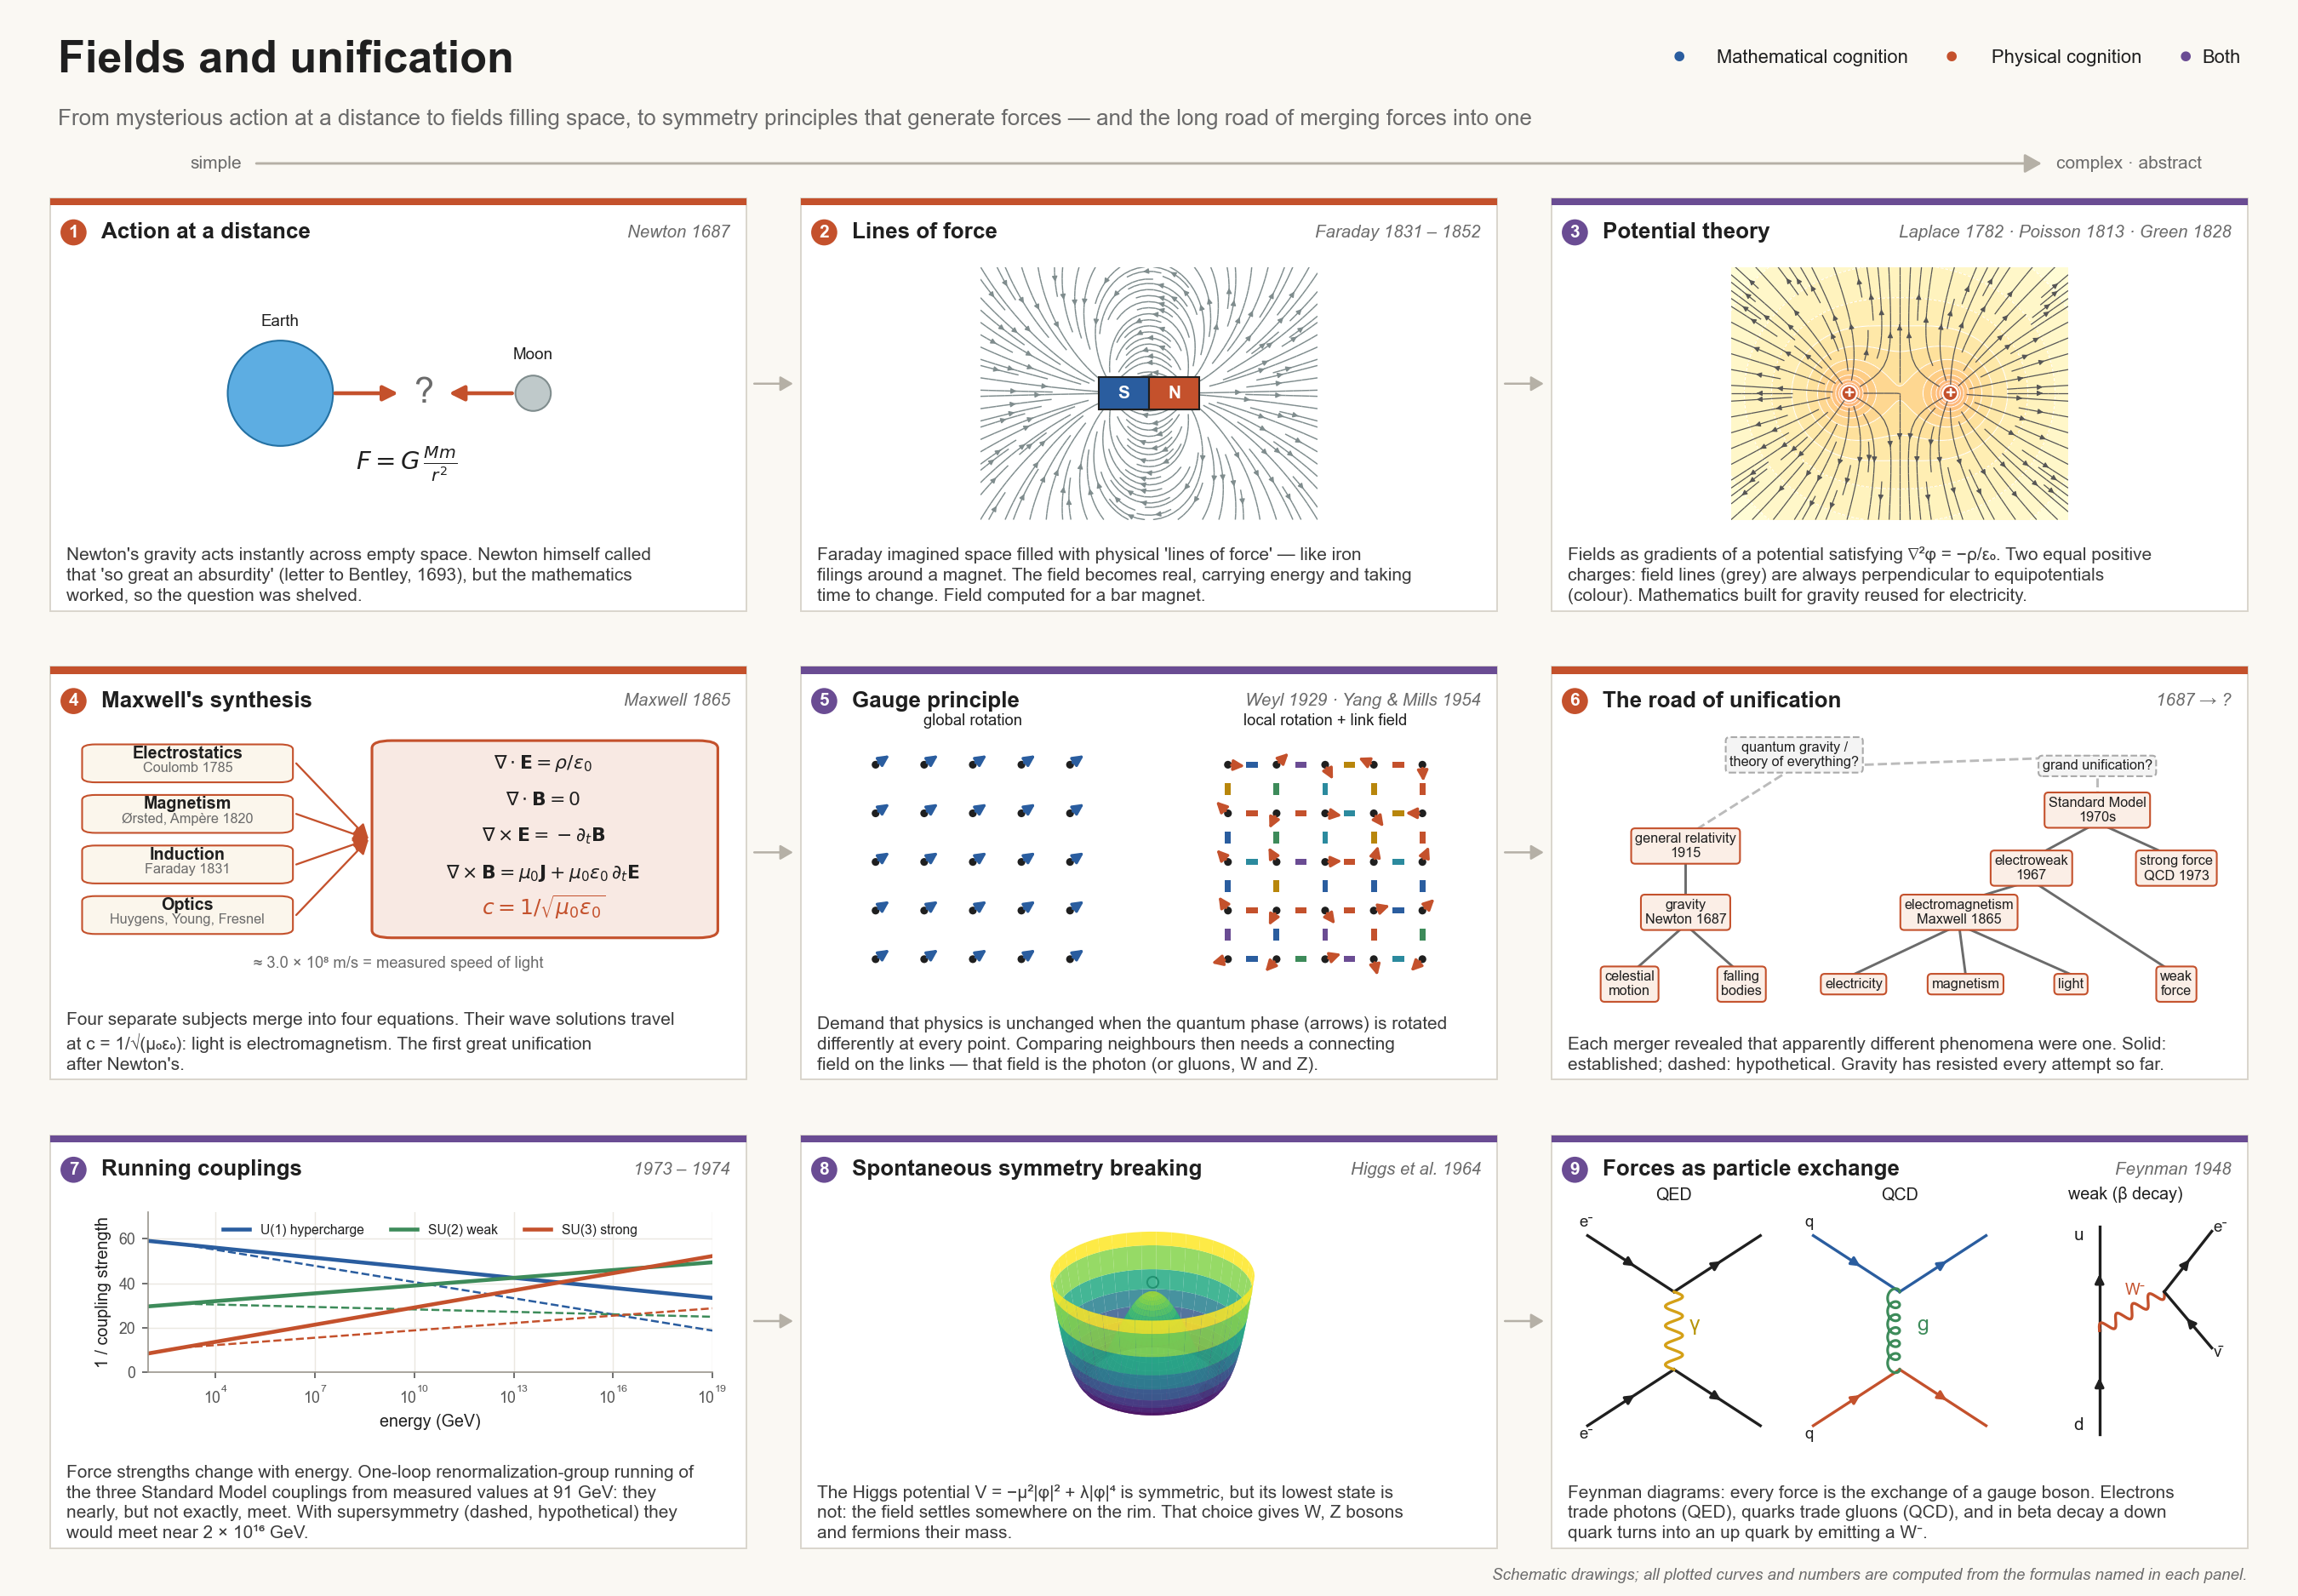 Fields and unification
Mathematical cognition
Physical cognition
Both
From mysterious action at a distance to fields filling space, to symmetry principles that generate forces — and the long road of merging forces into one
simple
complex · abstract
1 Action at a distance
Newton 1687
Earth
Moon
?
F = G Mm/r²
Newton's gravity acts instantly across empty space. Newton himself called
that 'so great an absurdity' (letter to Bentley, 1693), but the mathematics
worked, so the question was shelved.
2 Lines of force
Faraday 1831 – 1852
S N
Faraday imagined space filled with physical 'lines of force' — like iron
filings around a magnet. The field becomes real, carrying energy and taking
time to change. Field computed for a bar magnet.
3 Potential theory
Laplace 1782 · Poisson 1813 · Green 1828
+ +
Fields as gradients of a potential satisfying ∇²φ = −ρ/ε₀. Two equal positive
charges: field lines (grey) are always perpendicular to equipotentials
(colour). Mathematics built for gravity reused for electricity.
4 Maxwell's synthesis
Maxwell 1865
Electrostatics
Coulomb 1785
Magnetism
Ørsted, Ampère 1820
Induction
Faraday 1831
Optics
Huygens, Young, Fresnel
∇ · E = ρ/ε₀
∇ · B = 0
∇ × E = −∂ₜB
∇ × B = μ₀J + μ₀ε₀ ∂ₜE
c = 1/√μ₀ε₀
≈ 3.0 × 10⁸ m/s = measured speed of light
Four separate subjects merge into four equations. Their wave solutions travel
at c = 1/√(μ₀ε₀): light is electromagnetism. The first great unification
after Newton's.
5 Gauge principle
Weyl 1929 · Yang & Mills 1954
global rotation
local rotation + link field
Demand that physics is unchanged when the quantum phase (arrows) is rotated
differently at every point. Comparing neighbours then needs a connecting
field on the links — that field is the photon (or gluons, W and Z).
6 The road of unification
1687 → ?
quantum gravity /
theory of everything?
grand unification?
Standard Model
1970s
general relativity
1915
electroweak
1967
strong force
QCD 1973
gravity
Newton 1687
electromagnetism
Maxwell 1865
celestial
motion
falling
bodies
electricity
magnetism
light
weak
force
Each merger revealed that apparently different phenomena were one. Solid:
established; dashed: hypothetical. Gravity has resisted every attempt so far.
7 Running couplings
1973 – 1974
1 / coupling strength
60
40
20
0
U(1) hypercharge
SU(2) weak
SU(3) strong
10⁴
10⁷
10¹⁰
10¹³
10¹⁶
10¹⁹
energy (GeV)
Force strengths change with energy. One-loop renormalization-group running of
the three Standard Model couplings from measured values at 91 GeV: they
nearly, but not exactly, meet. With supersymmetry (dashed, hypothetical) they
would meet near 2 × 10¹⁶ GeV.
8 Spontaneous symmetry breaking
Higgs et al. 1964
The Higgs potential V = −μ²|φ|² + λ|φ|⁴ is symmetric, but its lowest state is
not: the field settles somewhere on the rim. That choice gives W, Z bosons
and fermions their mass.
9 Forces as particle exchange
Feynman 1948
QED
e⁻
γ
e⁻
QCD
q
g
q
weak (β decay)
u
e⁻
W⁻
ν̄
d
Feynman diagrams: every force is the exchange of a gauge boson. Electrons
trade photons (QED), quarks trade gluons (QCD), and in beta decay a down
quark turns into an up quark by emitting a W⁻.
Schematic drawings; all plotted curves and numbers are computed from the formulas named in each panel.